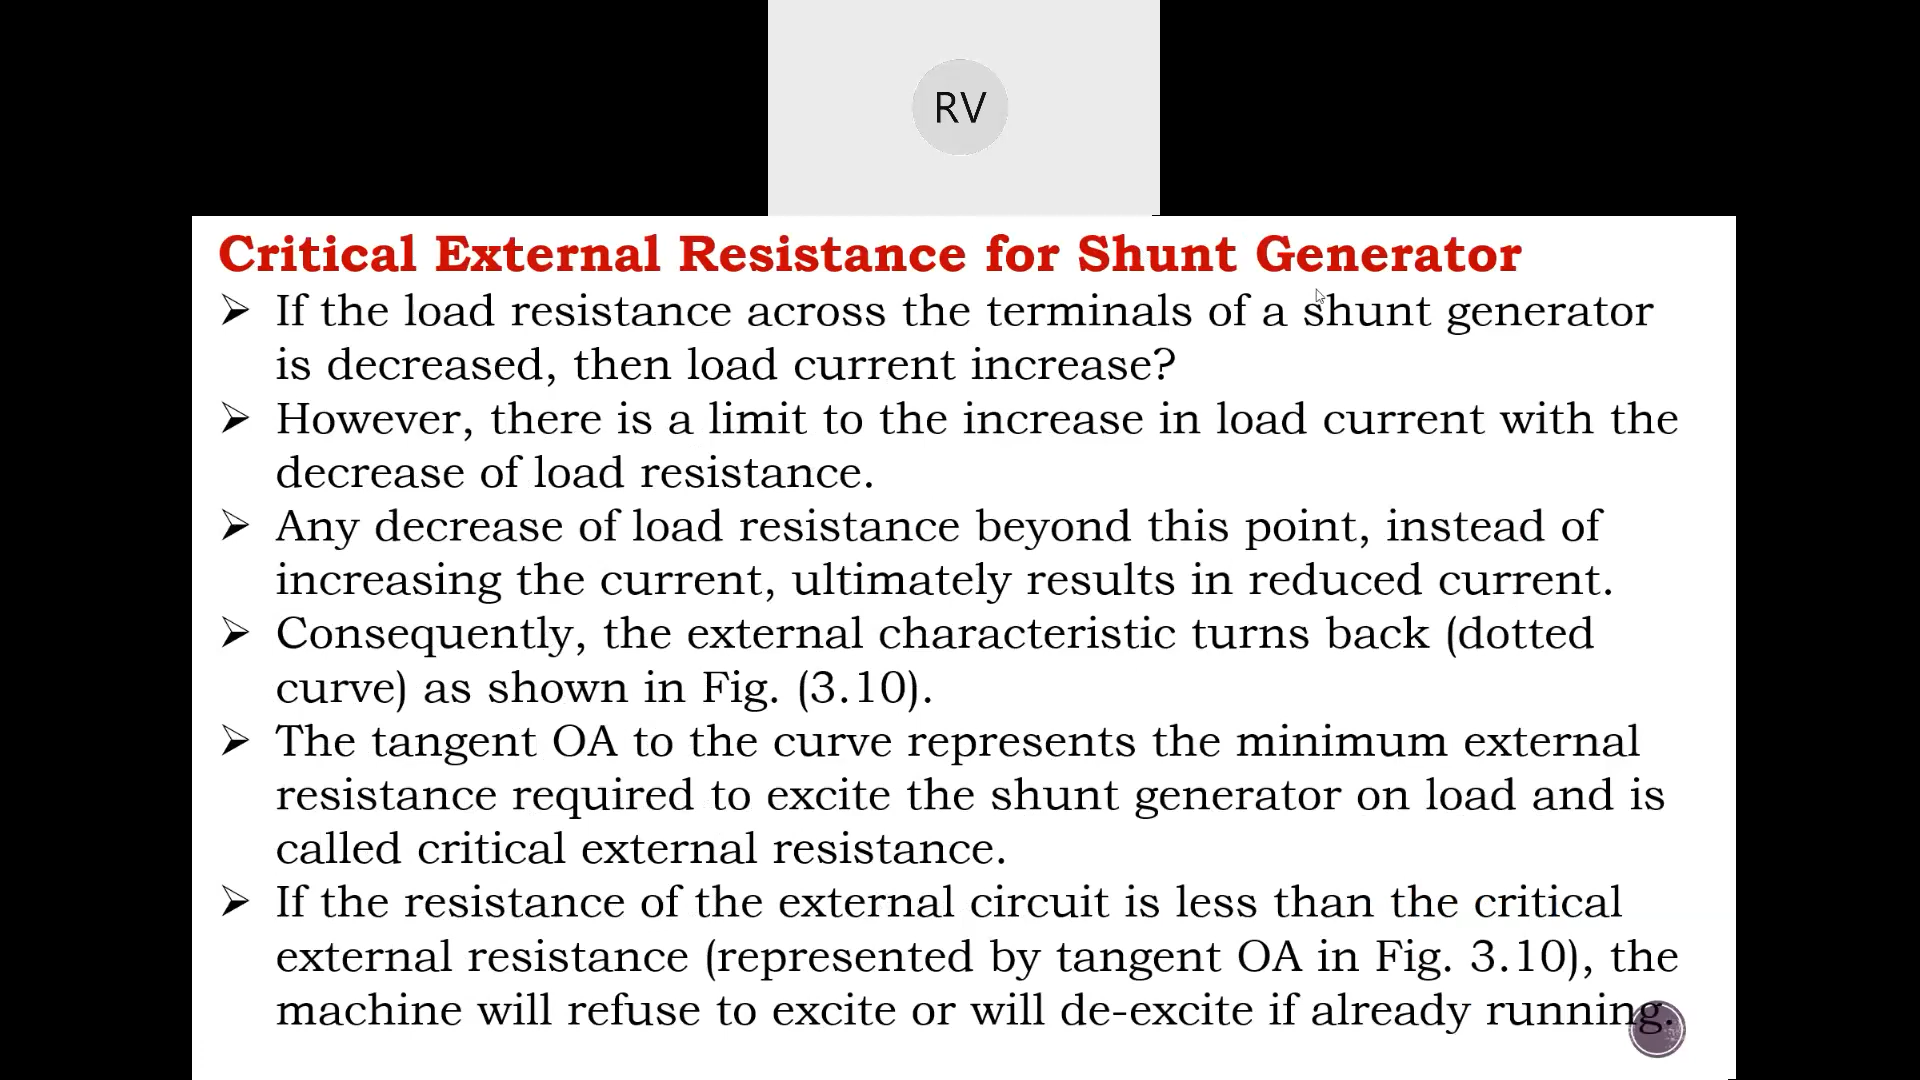 RV
Critical External Resistance for Shunt Generator
➢ If the load resistance across the terminals of a shunt generator
is decreased, then load current increase?
➢ However, there is a limit to the increase in load current with the
decrease of load resistance.
➢ Any decrease of load resistance beyond this point, instead of
increasing the current, ultimately results in reduced current.
➢ Consequently, the external characteristic turns back (dotted
curve) as shown in Fig. (3.10).
➢ The tangent OA to the curve represents the minimum external
resistance required to excite the shunt generator on load and is
called critical external resistance.
➢ If the resistance of the external circuit is less than the critical
external resistance (represented by tangent OA in Fig. 3.10), the
machine will refuse to excite or will de-excite if already running.